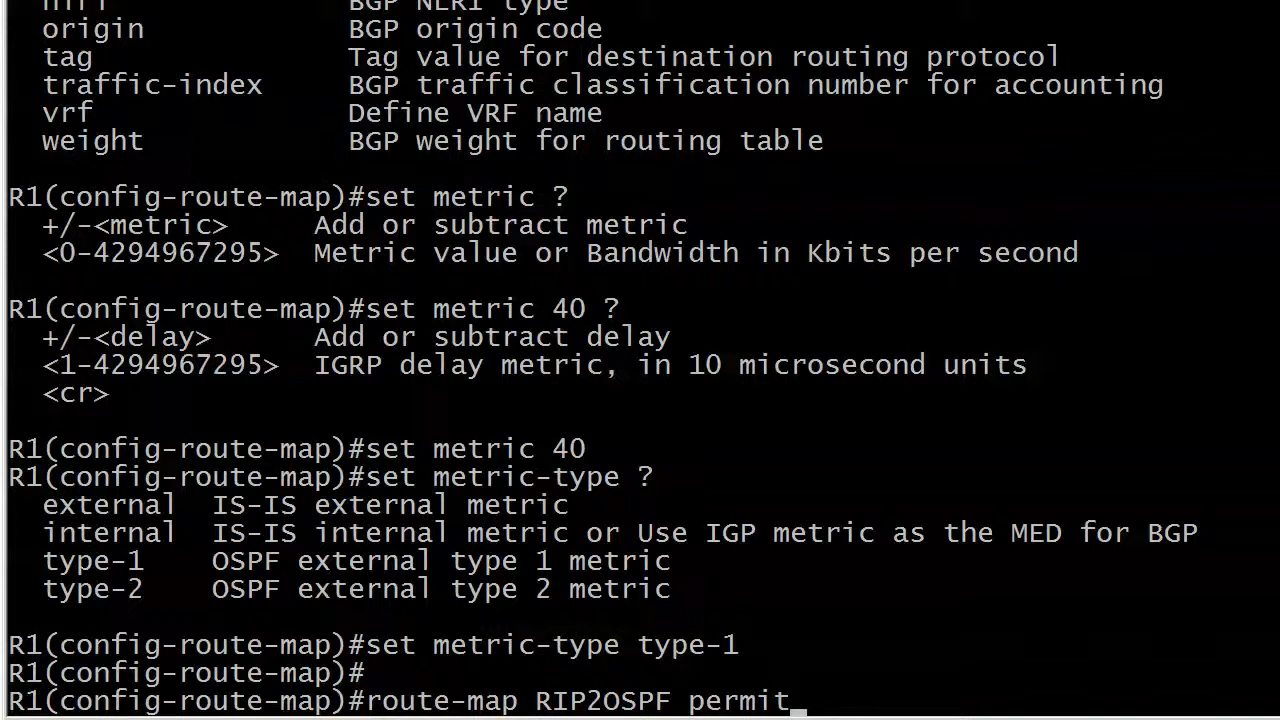 nlri BGP NLRI type
origin BGP origin code
tag Tag value for destination routing protocol
traffic-index BGP traffic classification number for accounting
vrf Define VRF name
weight BGP weight for routing table
R1(config-route-map)#set metric ?
+/-<metric> Add or subtract metric
<0-4294967295> Metric value or Bandwidth in Kbits per second
R1(config-route-map)#set metric 40 ?
+/-<delay> Add or subtract delay
<1-4294967295> IGRP delay metric, in 10 microsecond units
<cr>
R1(config-route-map)#set metric 40
R1(config-route-map)#set metric-type ?
external IS-IS external metric
internal IS-IS internal metric or Use IGP metric as the MED for BGP
type-1 OSPF external type 1 metric
type-2 OSPF external type 2 metric
R1(config-route-map)#set metric-type type-1
R1(config-route-map)#
R1(config-route-map)#route-map RIP2OSPF permit